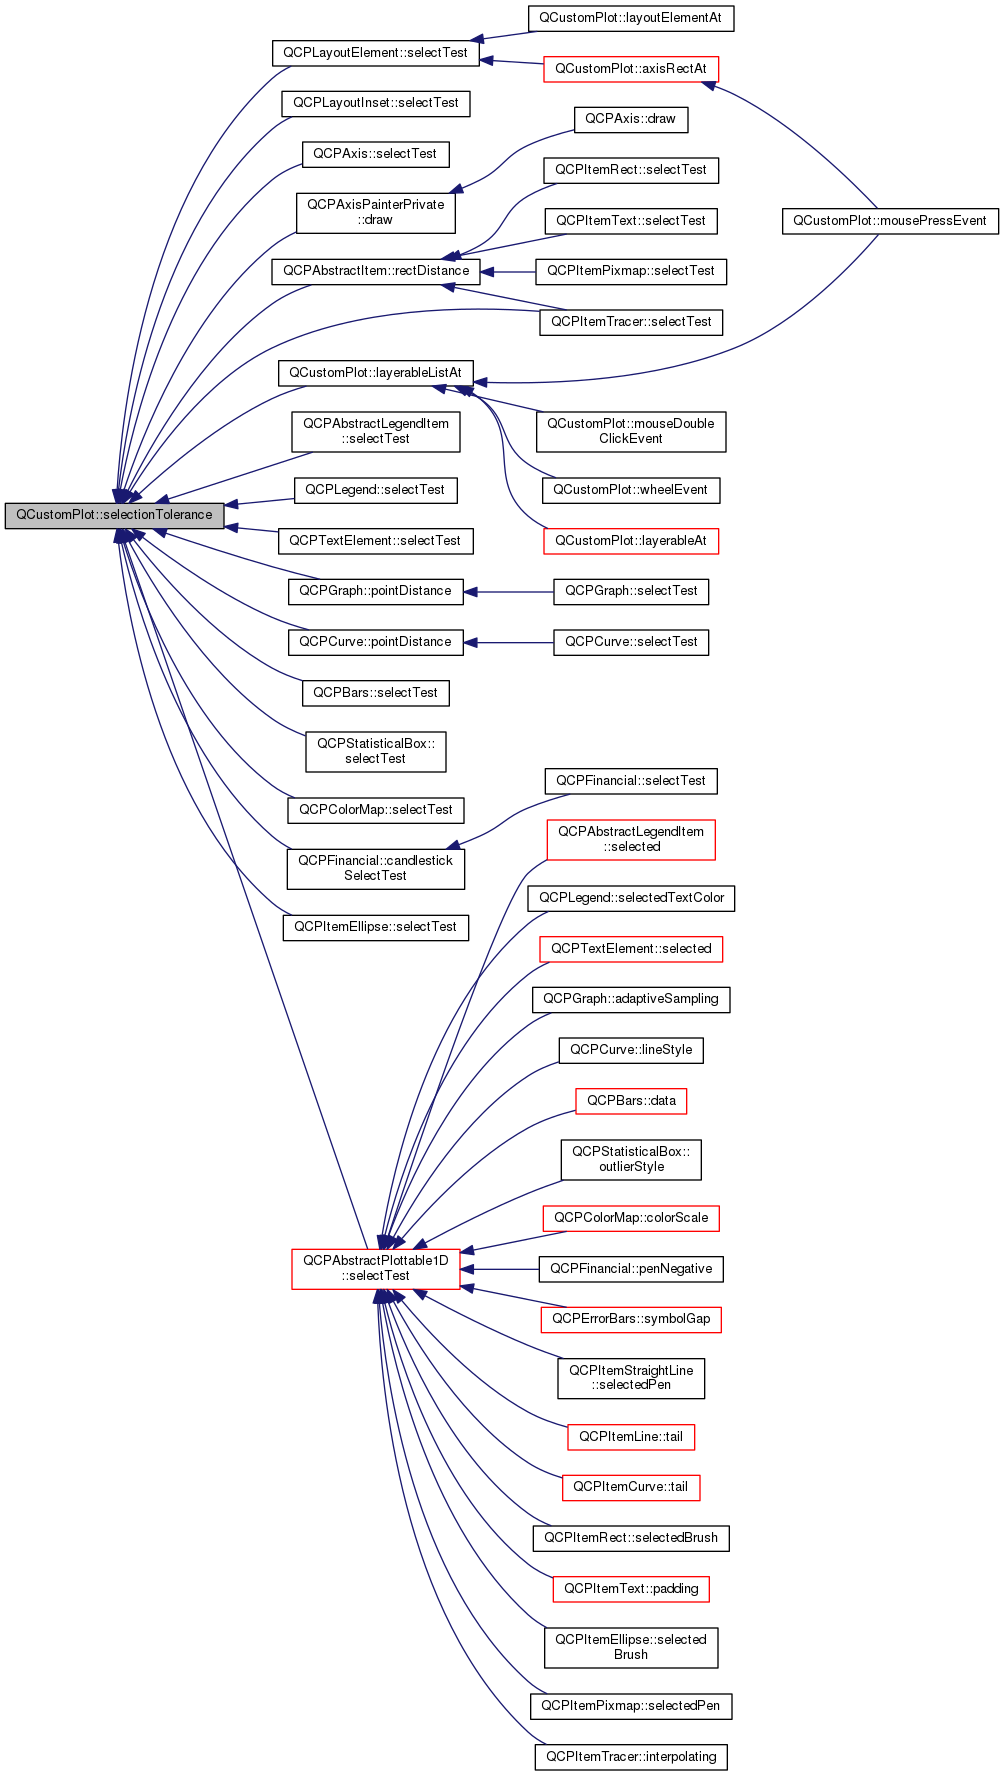 QCustomPlot::layoutElementAt
QCPLayoutElement::selectTest
QCustomPlot::axisRectAt
QCPLayoutInset::selectTest
QCPAxis::draw
QCPAxis::selectTest
QCPItemRect::selectTest
QCPAxisPainterPrivate
::draw
QCPItemText::selectTest
QCustomPlot::mousePressEvent
QCPAbstractItem::rectDistance
QCPItemPixmap::selectTest
QCPItemTracer::selectTest
QCustomPlot::layerableListAt
QCustomPlot::mouseDouble
ClickEvent
QCPAbstractLegendItem
::selectTest
QCPLegend::selectTest
QCustomPlot::wheelEvent
QCustomPlot::selectionTolerance
QCPTextElement::selectTest
QCustomPlot::layerableAt
QCPGraph::pointDistance
QCPGraph::selectTest
QCPCurve::pointDistance
QCPCurve::selectTest
QCPBars::selectTest
QCPStatisticalBox::
selectTest
QCPFinancial::selectTest
QCPColorMap::selectTest
QCPAbstractLegendItem
::selected
QCPFinancial::candlestick
SelectTest
QCPLegend::selectedTextColor
QCPItemEllipse::selectTest
QCPTextElement::selected
QCPGraph::adaptiveSampling
QCPCurve::lineStyle
QCPBars::data
QCPStatisticalBox::
outlierStyle
QCPColorMap::colorScale
QCPAbstractPlottable1D
::selectTest
QCPFinancial::penNegative
QCPErrorBars::symbolGap
QCPItemStraightLine
::selectedPen
QCPItemLine::tail
QCPItemCurve::tail
QCPItemRect::selectedBrush
QCPItemText::padding
QCPItemEllipse::selected
Brush
QCPItemPixmap::selectedPen
QCPItemTracer::interpolating